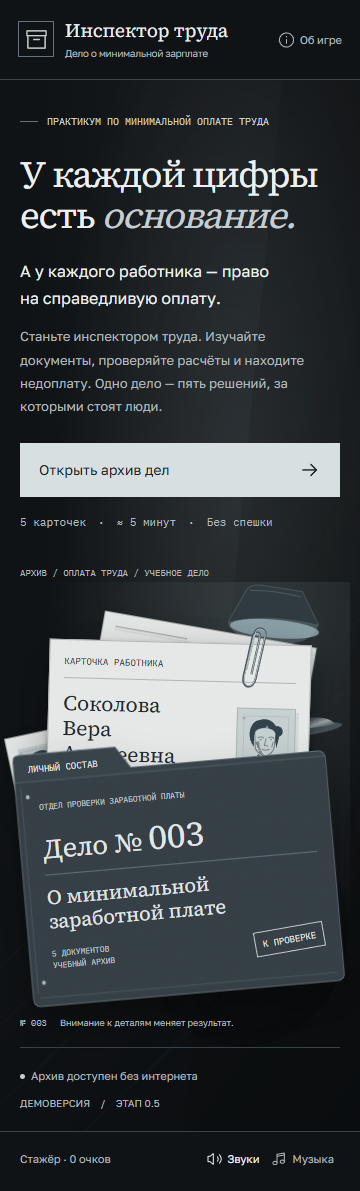 Инспектор труда
Дело о минимальной зарплате
Об игре
ПРАКТИКУМ ПО МИНИМАЛЬНОЙ ОПЛАТЕ ТРУДА
У каждой цифры
есть основание.
А у каждого работника — право
на справедливую оплату.
Станьте инспектором труда. Изучайте
документы, проверяйте расчёты и находите
недоплату. Одно дело — пять решений, за
которыми стоят люди.
Открыть архив дел
5 карточек · ≈ 5 минут · Без спешки
АРХИВ / ОПЛАТА ТРУДА / УЧЕБНОЕ ДЕЛО
КАРТОЧКА РАБОТНИКА
Соколова
Вера
ЛИЧНЫЙ СОСТАВ
ОТДЕЛ ПРОВЕРКИ ЗАРАБОТНОЙ ПЛАТЫ
Дело № 003
О минимальной
заработной плате
5 ДОКУМЕНТОВ
УЧЕБНЫЙ АРХИВ
К ПРОВЕРКЕ
№ 003 Внимание к деталям меняет результат.
Архив доступен без интернета
ДЕМОВЕРСИЯ / ЭТАП 0.5
Стажёр · 0 очков
Звуки
Музыка